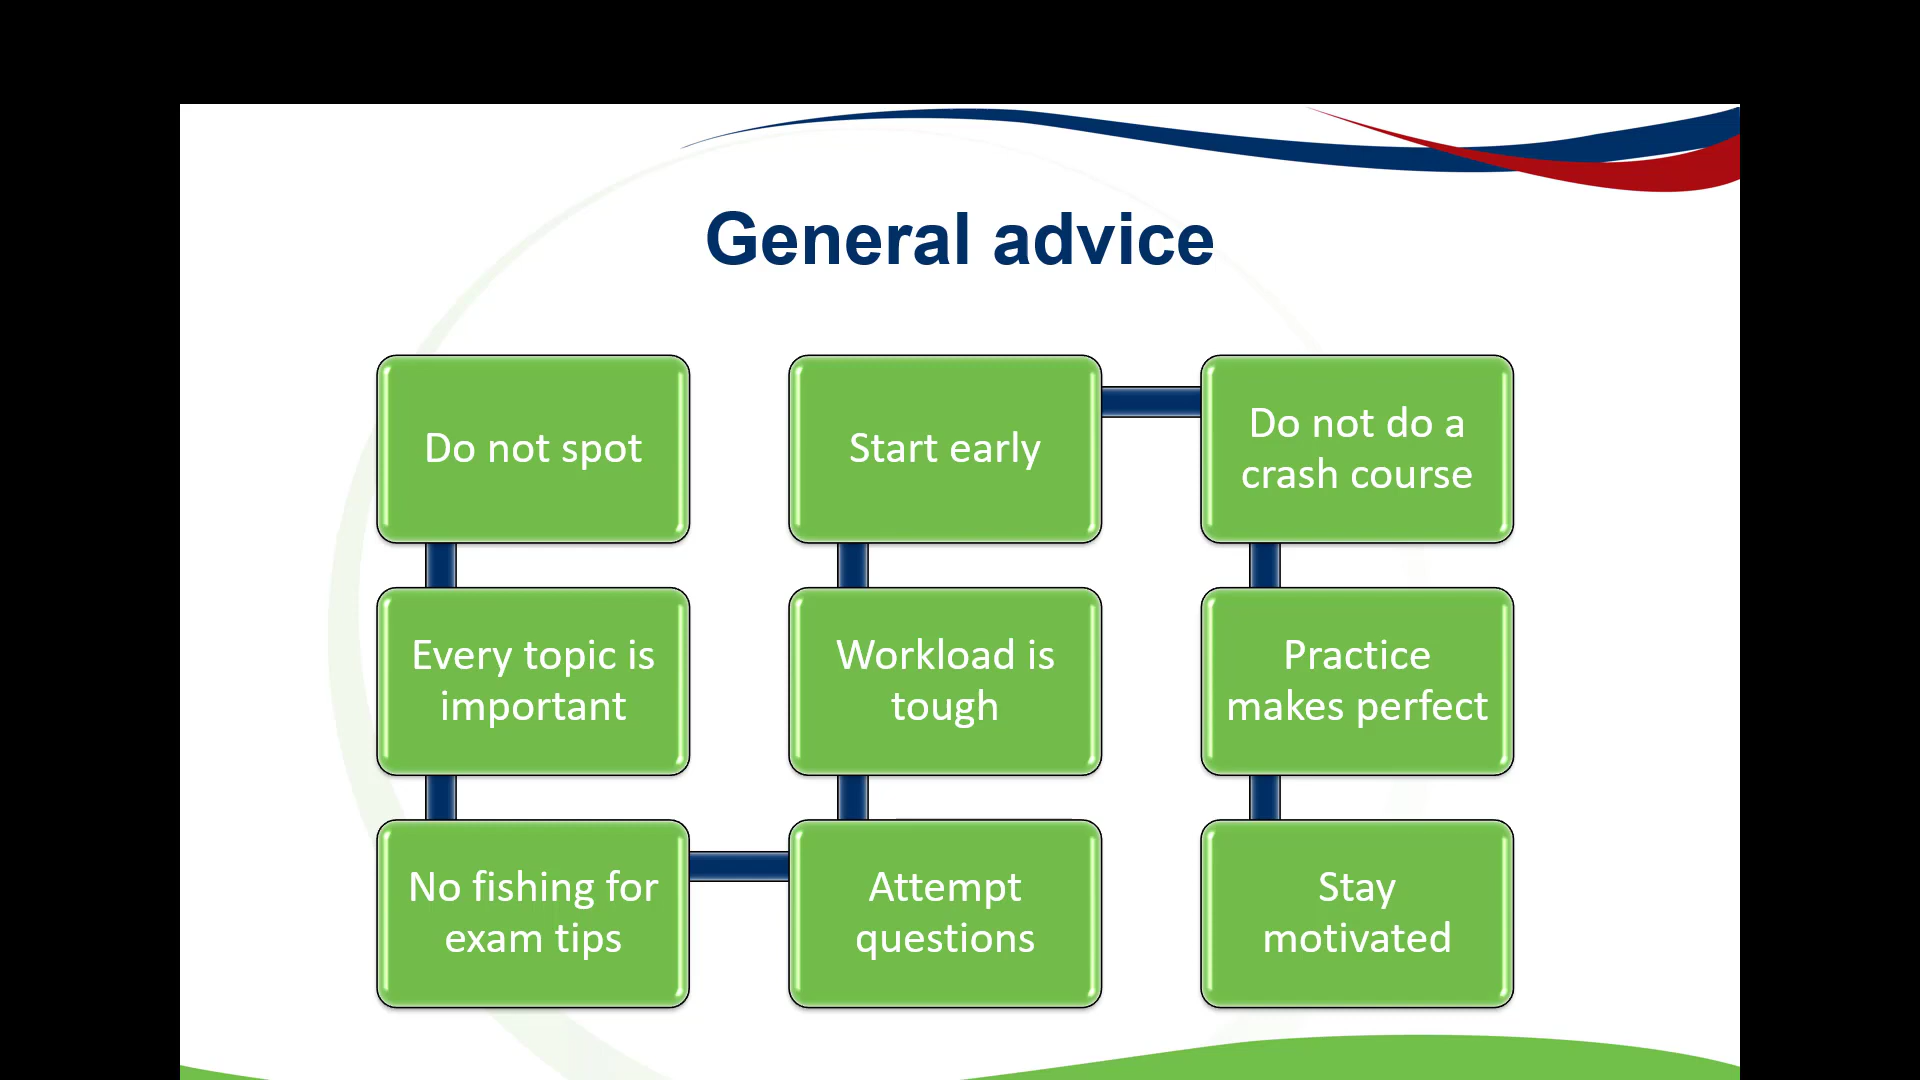 General advice
Do not spot
Every topic is
important
No fishing for
exam tips
Attempt
questions
Workload is
tough
Start early
Do not do a
crash course
Practice
makes perfect
Stay
motivated